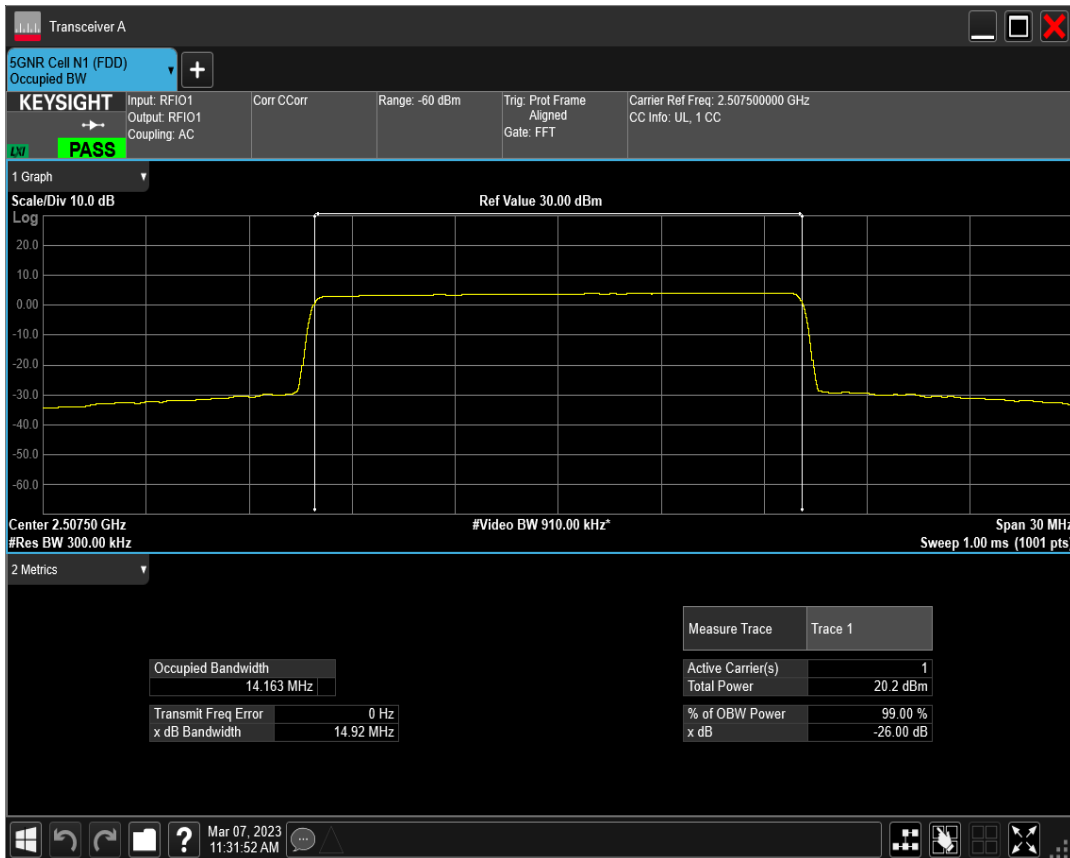 Transceiver A
5GNR Cell N1 (FDD)
Occupied BW
+
KEYSIGHT
LXI
PASS
Input: RFIO1
Output: RFIO1
Coupling: AC
Corr CCorr
Range: -60 dBm
Trig: Prot Frame
Aligned
Gate: FFT
Carrier Ref Freq: 2.507500000 GHz
CC Info: UL, 1 CC
1 Graph
Scale/Div 10.0 dB
Ref Value 30.00 dBm
Log
20.0
10.0
0.00
-10.0
-20.0
-30.0
-40.0
-50.0
-60.0
Center 2.50750 GHz
#Video BW 910.00 kHz*
Span 30 MHz
#Res BW 300.00 kHz
Sweep 1.00 ms (1001 pts)
2 Metrics
Measure Trace Trace 1
Occupied Bandwidth
14.163 MHz
Active Carrier(s) 1
Total Power 20.2 dBm
Transmit Freq Error 0 Hz
x dB Bandwidth 14.92 MHz
% of OBW Power 99.00 %
x dB -26.00 dB
?
Mar 07, 2023
11:31:52 AM